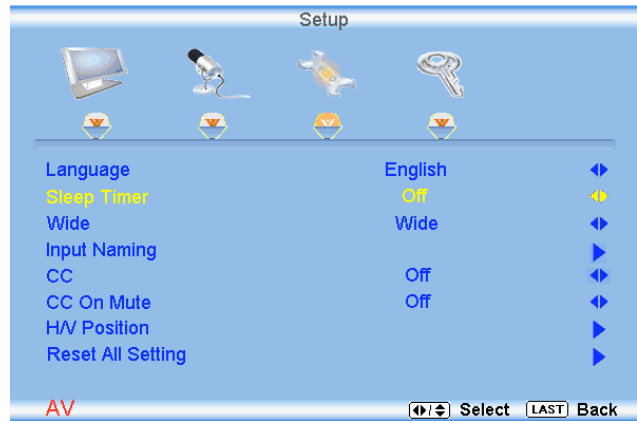 Setup
Language English
Sleep Timer Off
Wide Wide
Input Naming
CC Off
CC On Mute Off
H/V Position
Reset All Setting
AV Select LAST Back